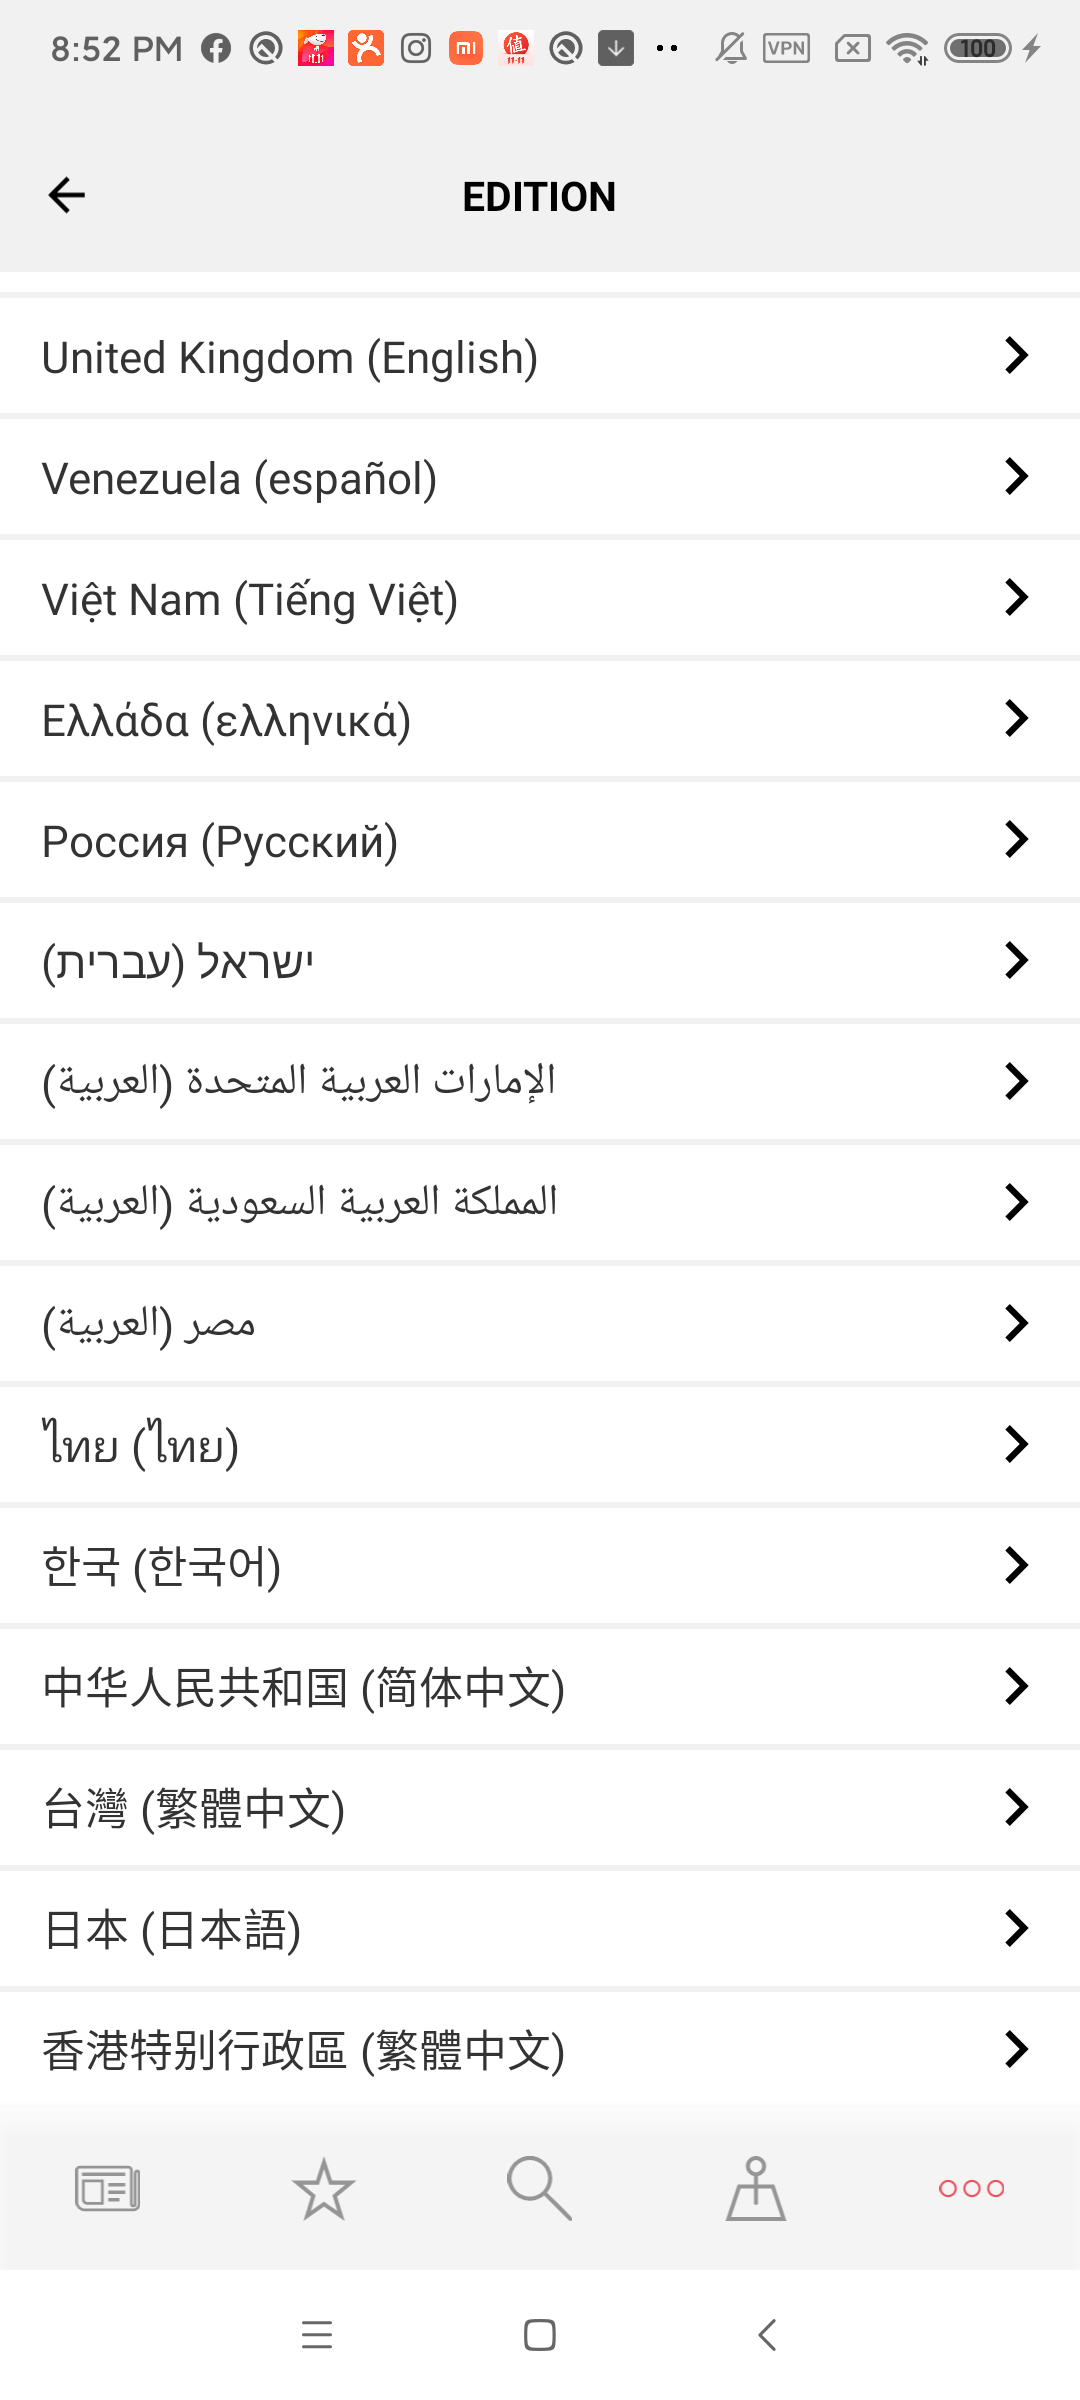 8:52 PM
VPN
100
EDITION
United Kingdom (English)
Venezuela (español)
Việt Nam (Tiếng Việt)
Ελλάδα (ελληνικά)
Россия (Русский)
ישראל (עברית)
الإمارات العربية المتحدة (العربية)
المملكة العربية السعودية (العربية)
مصر (العربية)
ไทย (ไทย)
한국 (한국어)
中华人民共和国 (简体中文)
台灣 (繁體中文)
日本 (日本語)
香港特別行政區 (繁體中文)